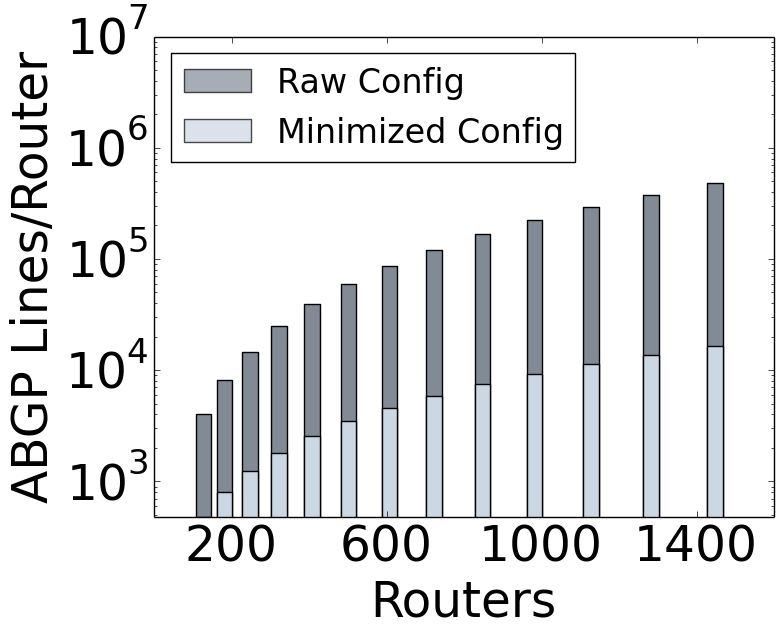 ABGP Lines/Router
10^7
10^6
10^5
10^4
10^3
Raw Config
Minimized Config
200 600 1000 1400
Routers